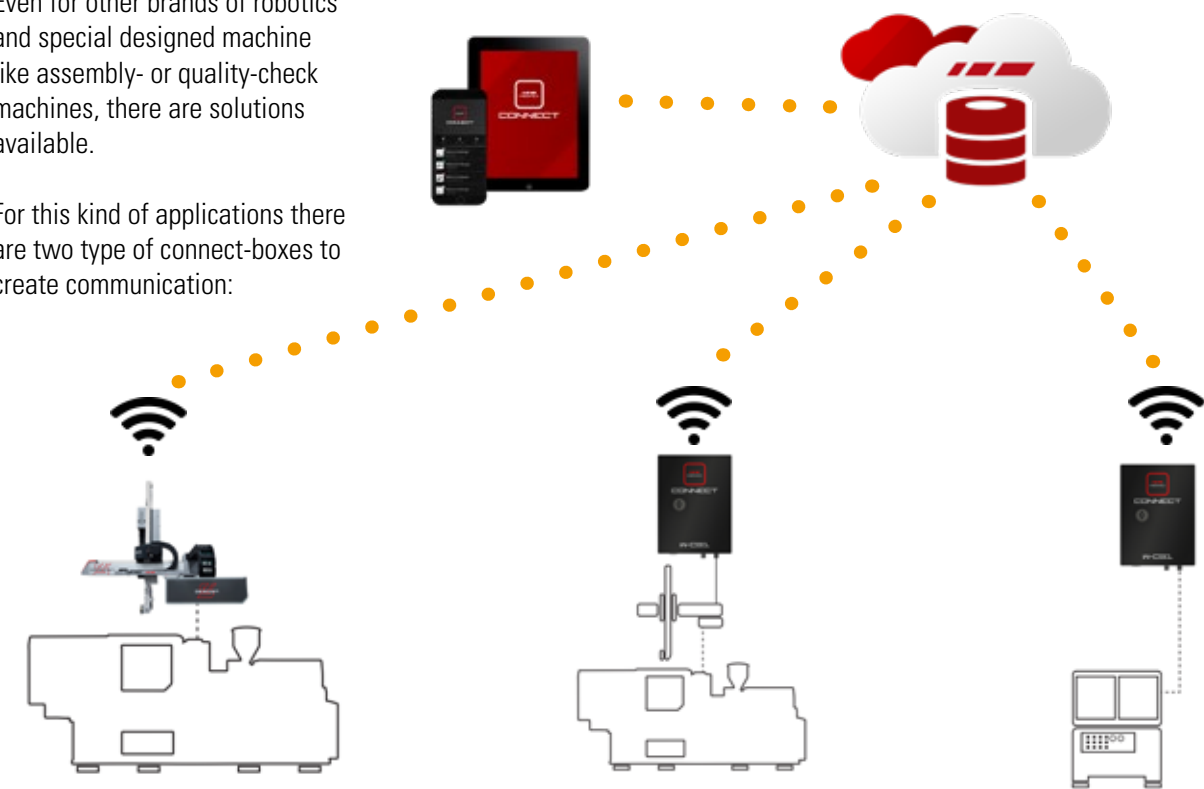 Even for other brands of robotics
and special designed machine
like assembly- or quality-check
machines, there are solutions
available.
For this kind of applications there
are two type of connect-boxes to
create communication:
CONNECT
CONNECT
CONNECT
CONNECT